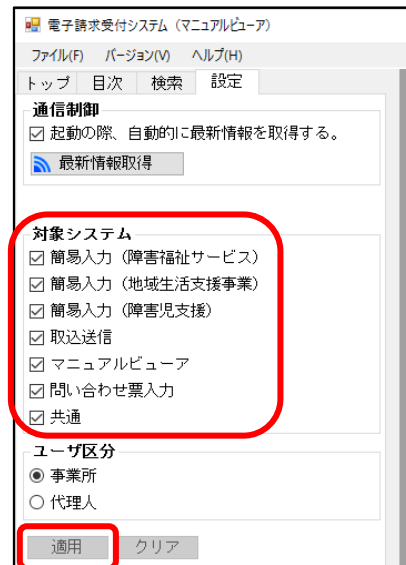 電子請求受付システム（マニュアルビューア）
ファイル(F) バージョン(V) ヘルプ(H)
トップ 目次 検索 設定
通信制御
起動の際、自動的に最新情報を取得する。
最新情報取得
対象システム
簡易入力（障害福祉サービス）
簡易入力（地域生活支援事業）
簡易入力（障害児支援）
取込送信
マニュアルビューア
問い合わせ票入力
共通
ユーザ区分
事業所
代理人
適用 クリア